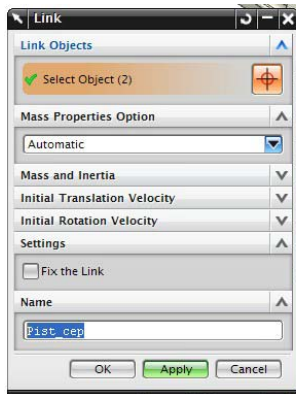 Link
Link Objects
Select Object (2)
Mass Properties Option
Automatic
Mass and Inertia
Initial Translation Velocity
Initial Rotation Velocity
Settings
Fix the Link
Name
Pist_cep
OK Apply Cancel